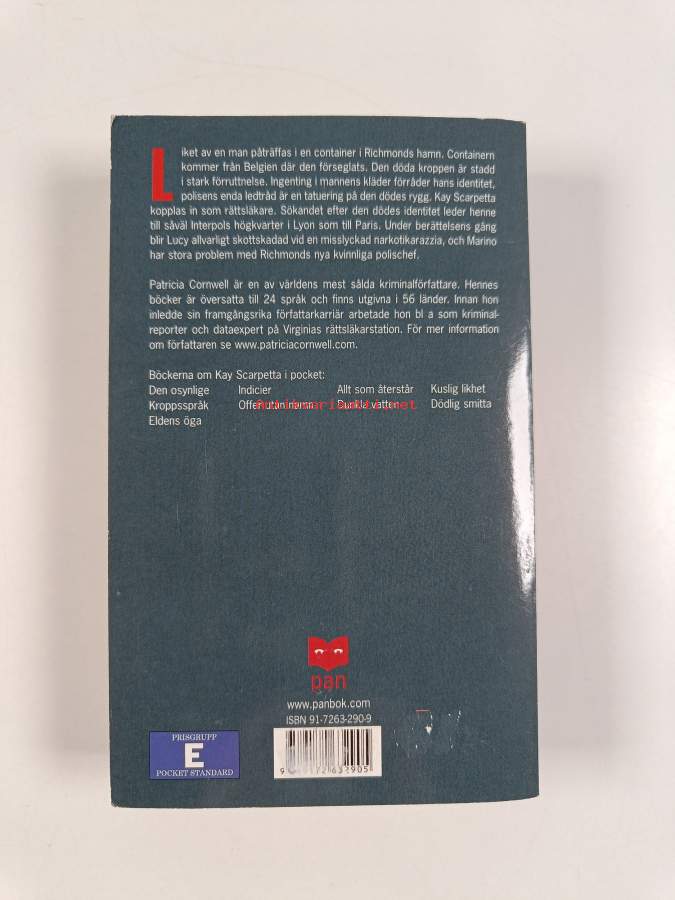 Liket av en man påträffas i en container i Richmonds hamn. Containern
kommer från Belgien där den förseglats. Den döda kroppen är stadd
i stark förruttnelse. Ingenting i mannens kläder förråder hans identitet,
polisens enda ledtråd är en tatuering på den dödes rygg. Kay Scarpetta
kopplas in som rättsläkare. Sökandet efter den dödes identitet leder henne
till såväl Interpols högkvarter i Lyon som till Paris. Under berättelsens gång
blir Lucy allvarligt skottskadad vid en misslyckad narkotikarazzia, och Marino
har stora problem med Richmonds nya kvinnliga polischef.
Patricia Cornwell är en av världens mest sålda kriminalförfattare. Hennes
böcker är översatta till 24 språk och finns utgivna i 56 länder. Innan hon
inledde sin framgångsrika författarkarriär arbetade hon bl a som kriminal-
reporter och dataexpert på Virginias rättsläkarstation. För mer information
om författaren se www.patriciacornwell.com.
Böckerna om Kay Scarpetta i pocket:
Den osynlige Indicier Allt som återstår Kuslig likhet
Kroppsspråk Offer utan namn Dunkla vatten Dödlig smitta
Eldens öga
pan
www.panbok.com
ISBN 91-7263-290-9
PRISGRUPP
E
POCKET STANDARD